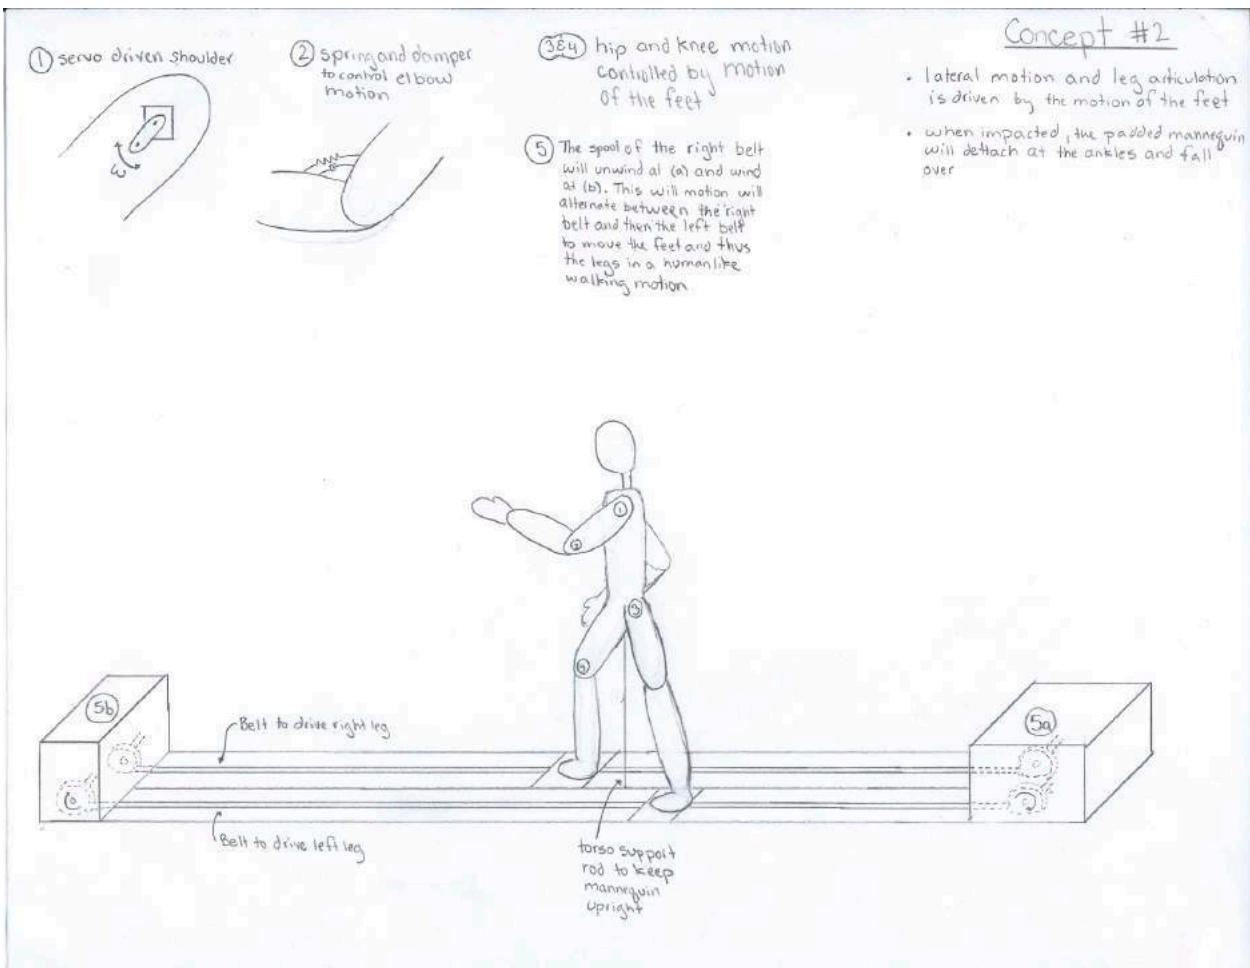 Concept #2
• lateral motion and leg articulation
is driven by the motion of the feet
• when impacted, the padded mannequin
will dettach at the ankles and fall
over
① servo driven shoulder
ω
② spring and damper
to control elbow
motion
3&4 hip and knee motion
controlled by motion
of the feet
⑤ The spool of the right belt
will unwind at (a) and wind
at (b). This will motion will
alternate between the right
belt and then the left belt
to move the feet and thus
the legs in a humanlike
walking motion
1
2
3
4
5b
5a
Belt to drive right leg
Belt to drive left leg
torso support
rod to keep
mannequin
upright